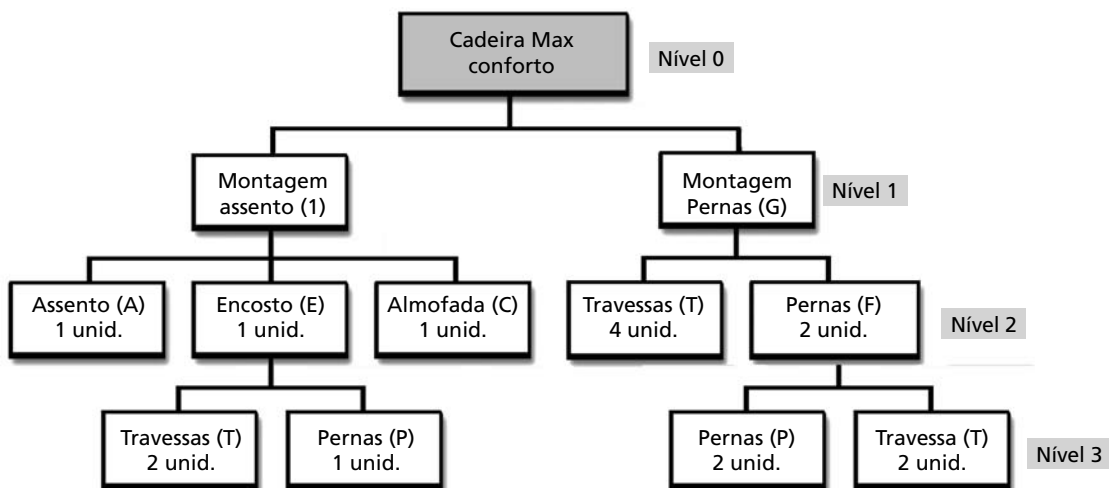 Cadeira Max
conforto
Nível 0
Montagem
assento (1)
Montagem
Pernas (G)
Nível 1
Assento (A)
1 unid.
Encosto (E)
1 unid.
Almofada (C)
1 unid.
Travessas (T)
4 unid.
Pernas (F)
2 unid.
Nível 2
Travessas (T)
2 unid.
Pernas (P)
1 unid.
Pernas (P)
2 unid.
Travessa (T)
2 unid.
Nível 3